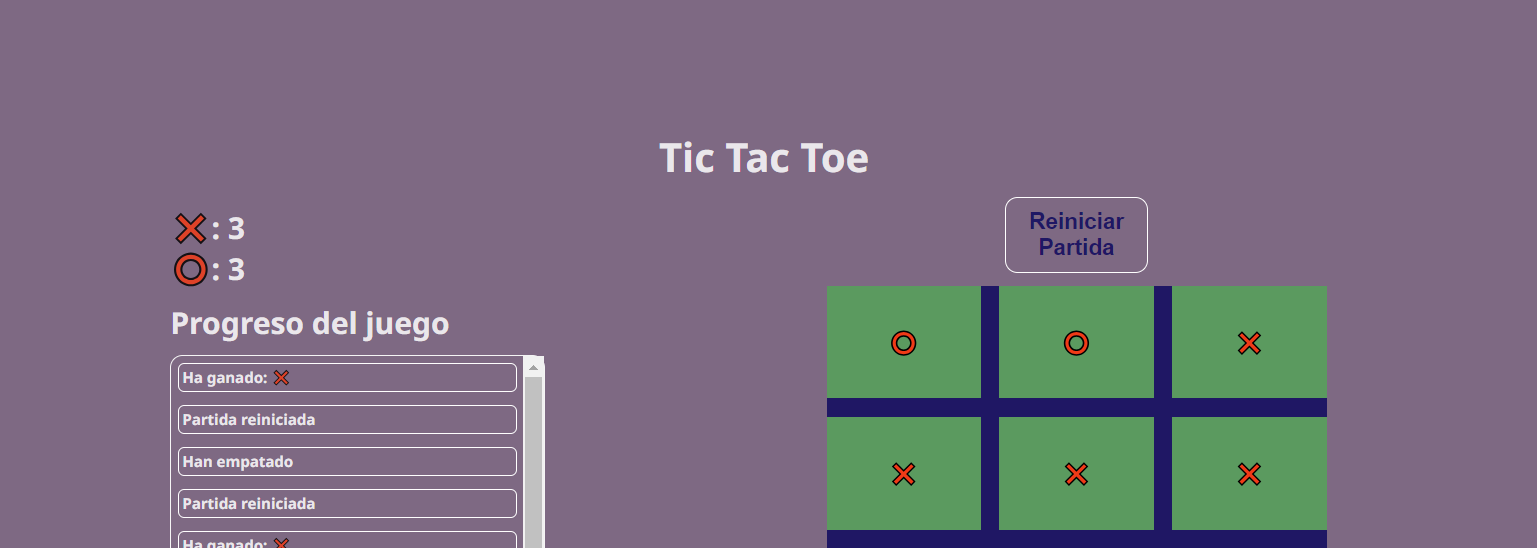 Tic Tac Toe
❌: 3
⭕: 3
Progreso del juego
Ha ganado: ❌
Partida reiniciada
Han empatado
Partida reiniciada
Ha ganado: ❌
Reiniciar
Partida
⭕ ⭕ ❌
❌ ❌ ❌